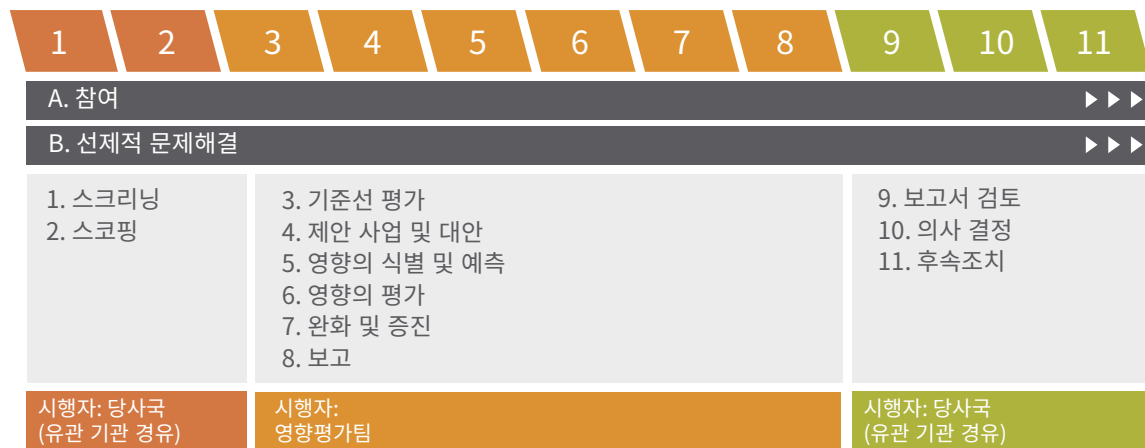 1 2 3 4 5 6 7 8 9 10 11
A. 참여
B. 선제적 문제해결
1. 스크리닝
2. 스코핑
3. 기준선 평가
4. 제안 사업 및 대안
5. 영향의 식별 및 예측
6. 영향의 평가
7. 완화 및 증진
8. 보고
9. 보고서 검토
10. 의사 결정
11. 후속조치
시행자: 당사국
(유관 기관 경유)
시행자:
영향평가팀
시행자: 당사국
(유관 기관 경유)